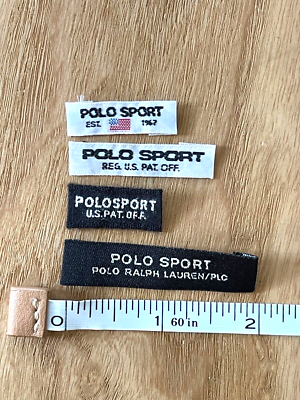 POLO SPORT
EST. 1967
POLO SPORT
REG. U.S. PAT. OFF.
POLOSPORT
U.S. PAT. OFF.
POLO SPORT
POLO RALPH LAUREN/PLC
0 1 60 in 2